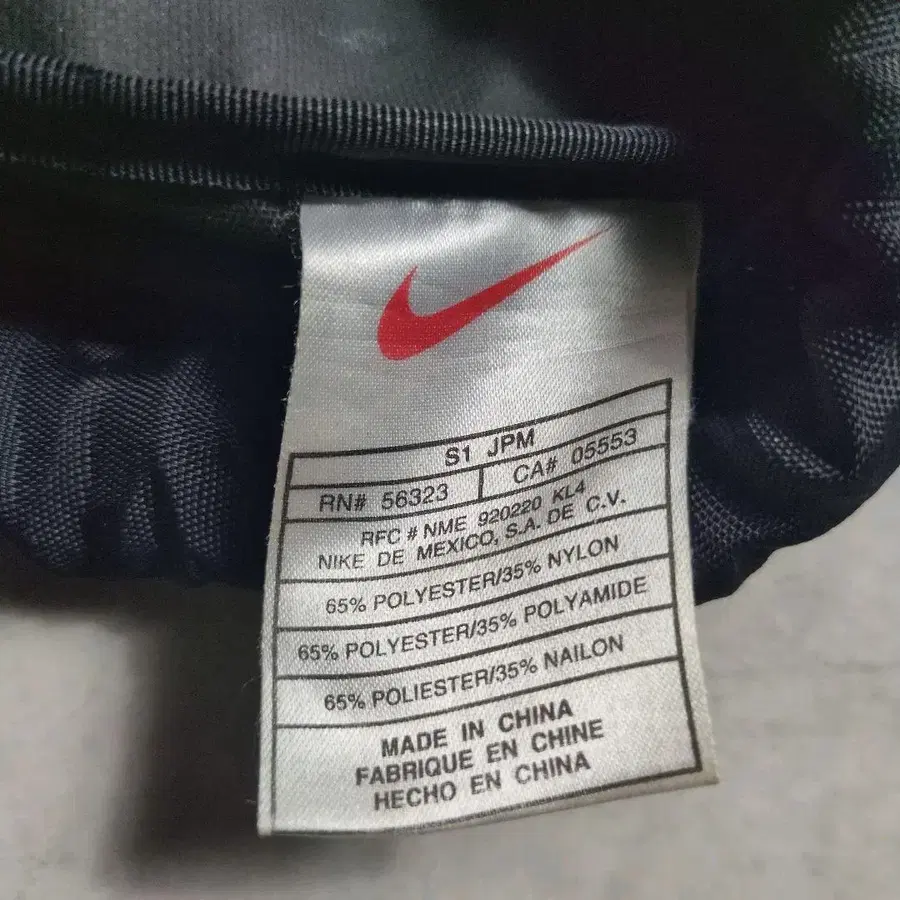 S1 JPM
RN# 56323 CA# 05553
RFC # NME 920220 KL4
NIKE DE MEXICO, S.A. DE C.V.
65% POLYESTER/35% NYLON
65% POLYESTER/35% POLYAMIDE
65% POLIESTER/35% NAILON
MADE IN CHINA
FABRIQUE EN CHINE
HECHO EN CHINA